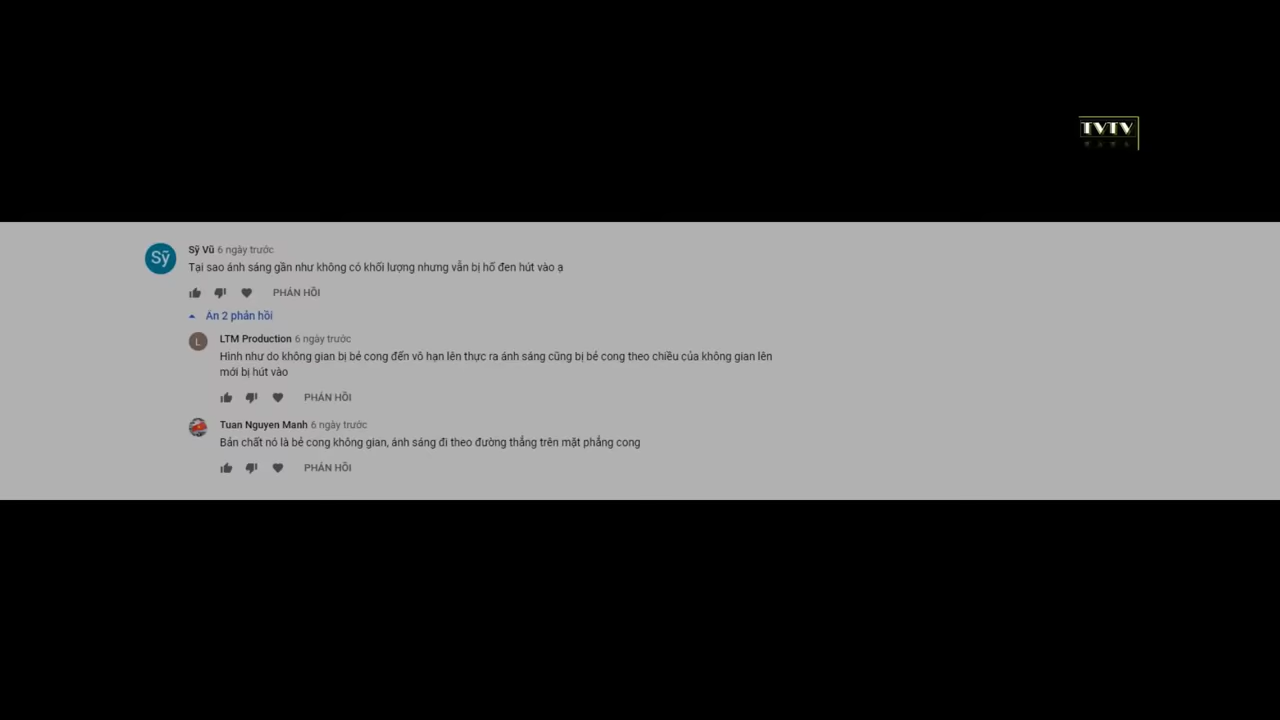 TVTV
Sỹ
Sỹ Vũ 6 ngày trước
Tại sao ánh sáng gần như không có khối lượng nhưng vẫn bị hố đen hút vào ạ
PHẢN HỒI
Ẩn 2 phản hồi
L
LTM Production 6 ngày trước
Hình như do không gian bị bẻ cong đến vô hạn lên thực ra ánh sáng cũng bị bẻ cong theo chiều của không gian lên
mới bị hút vào
PHẢN HỒI
Tuan Nguyen Manh 6 ngày trước
Bản chất nó là bẻ cong không gian, ánh sáng đi theo đường thẳng trên mặt phẳng cong
PHẢN HỒI